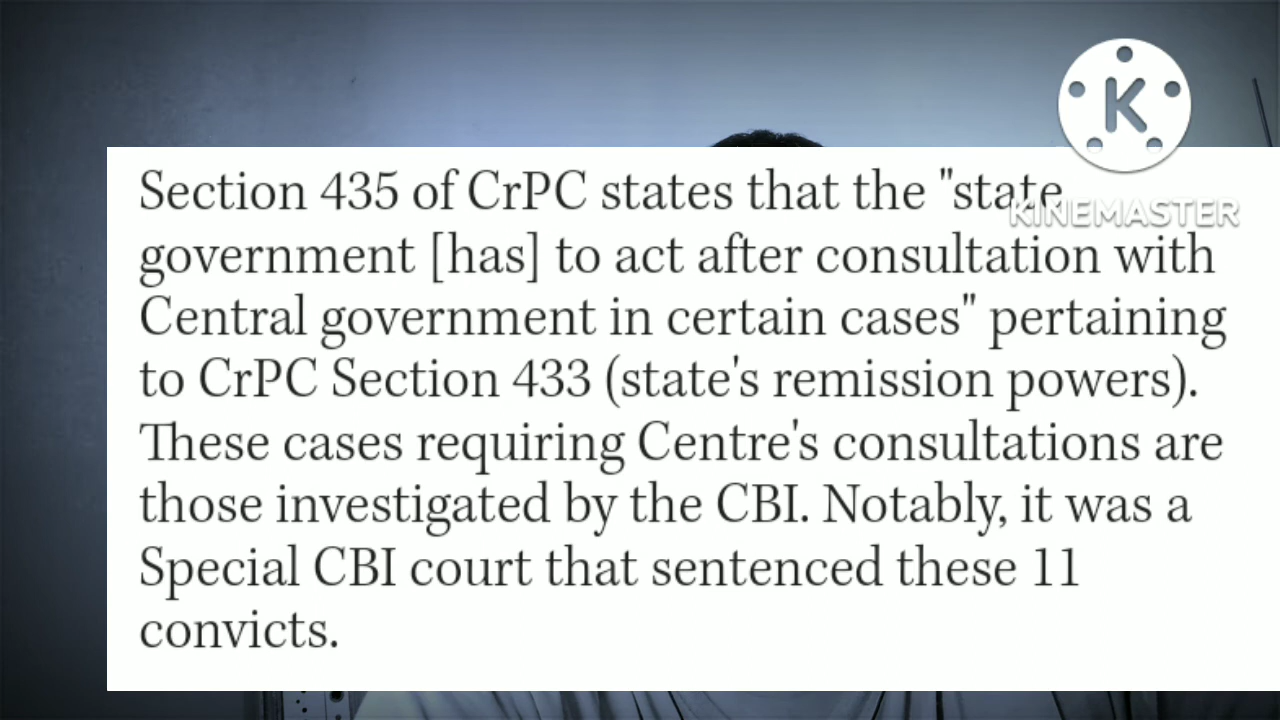 Section 435 of CrPC states that the "state
government [has] to act after consultation with
Central government in certain cases" pertaining
to CrPC Section 433 (state's remission powers).
These cases requiring Centre's consultations are
those investigated by the CBI. Notably, it was a
Special CBI court that sentenced these 11
convicts.
K
KINEMASTER